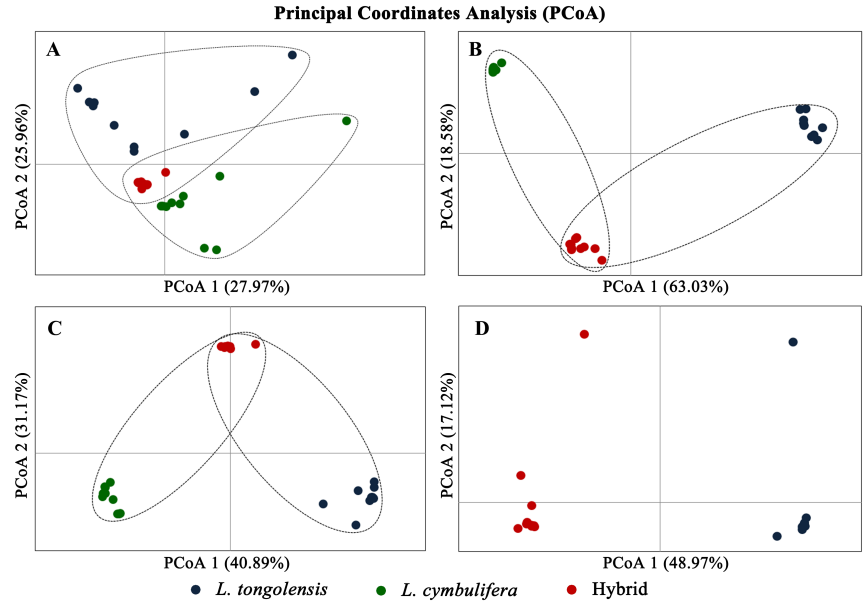 Principal Coordinates Analysis (PCoA)
A
PCoA 2 (25.96%)
PCoA 1 (27.97%)
B
PCoA 2 (18.58%)
PCoA 1 (63.03%)
C
PCoA 2 (31.17%)
PCoA 1 (40.89%)
D
PCoA 2 (17.12%)
PCoA 1 (48.97%)
L. tongolensis L. cymbulifera Hybrid